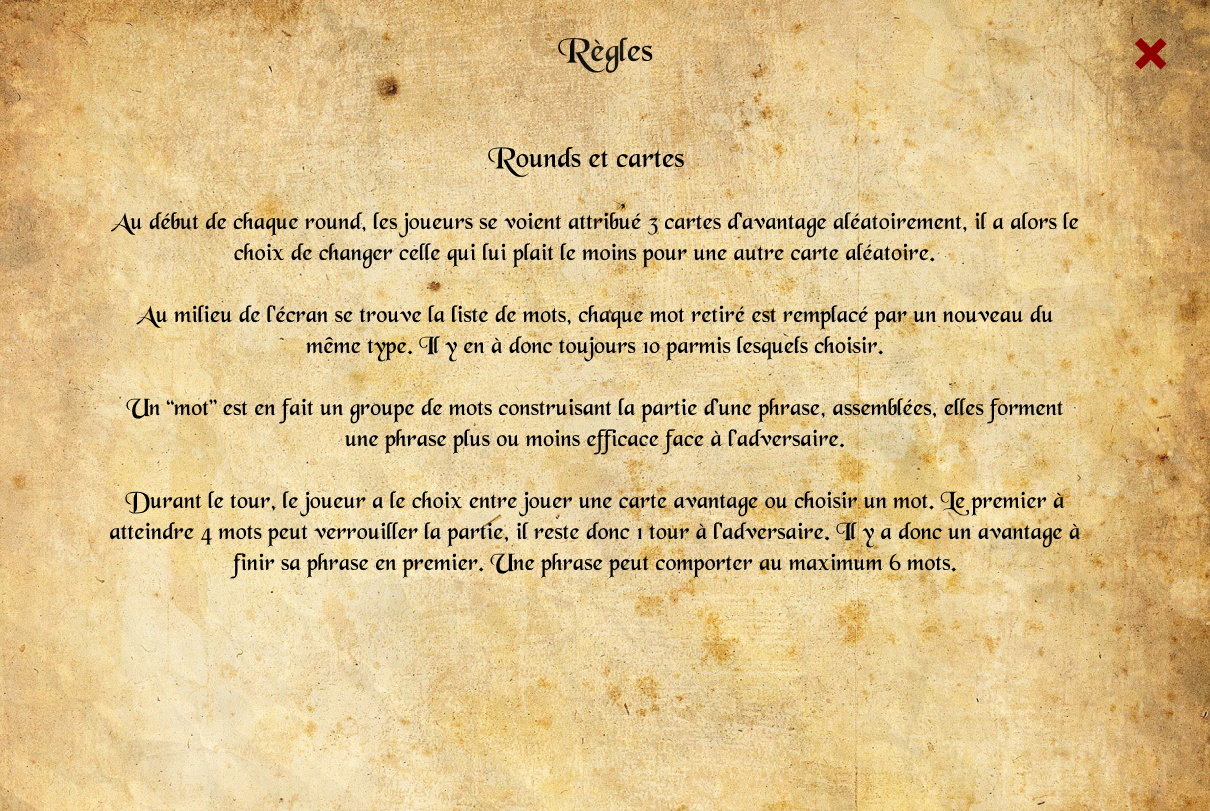 Règles
Rounds et cartes
Au début de chaque round, les joueurs se voient attribué 3 cartes d'avantage aléatoirement, il a alors le
choix de changer celle qui lui plait le moins pour une autre carte aléatoire.
Au milieu de l'écran se trouve la liste de mots, chaque mot retiré est remplacé par un nouveau du
même type. Il y en à donc toujours 10 parmis lesquels choisir.
Un “mot” est en fait un groupe de mots construisant la partie d'une phrase, assemblées, elles forment
une phrase plus ou moins efficace face à l'adversaire.
Durant le tour, le joueur a le choix entre jouer une carte avantage ou choisir un mot. Le premier à
atteindre 4 mots peut verrouiller la partie, il reste donc 1 tour à l'adversaire. Il y a donc un avantage à
finir sa phrase en premier. Une phrase peut comporter au maximum 6 mots.